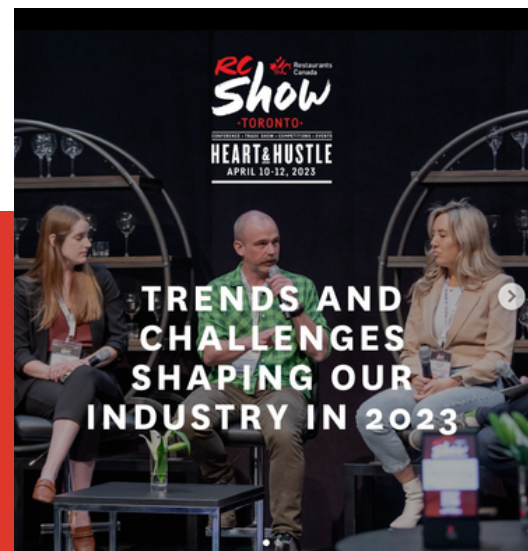 RC
Restaurants
Canada
Show
·TORONTO·
CONFERENCE · TRADE SHOW · COMPETITIONS · EVENTS
HEART & HUSTLE
APRIL 10-12, 2023
TRENDS AND
CHALLENGES
SHAPING OUR
INDUSTRY IN 2023